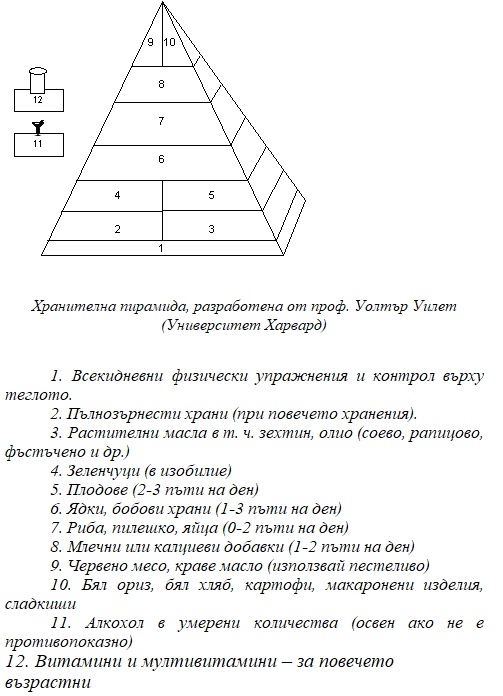 9 10
8
12
7
11
6
4 5
2 3
1
Хранителна пирамида, разработена от проф. Уолтър Уилет
(Университет Харвард)
1. Всекидневни физически упражнения и контрол върху
теглото.
2. Пълнозърнести храни (при повечето хранения).
3. Растителни масла в т. ч. зехтин, олио (соево, рапицово,
фъстъчено и др.)
4. Зеленчуци (в изобилие)
5. Плодове (2-3 пъти на ден)
6. Ядки, бобови храни (1-3 пъти на ден)
7. Риба, пилешко, яйца (0-2 пъти на ден)
8. Млечни или калциеви добавки (1-2 пъти на ден)
9. Червено месо, краве масло (използвай пестеливо)
10. Бял ориз, бял хляб, картофи, макаронени изделия,
сладкиши
11. Алкохол в умерени количества (освен ако не е
противопоказно)
12. Витамини и мултивитамини – за повечето
възрастни